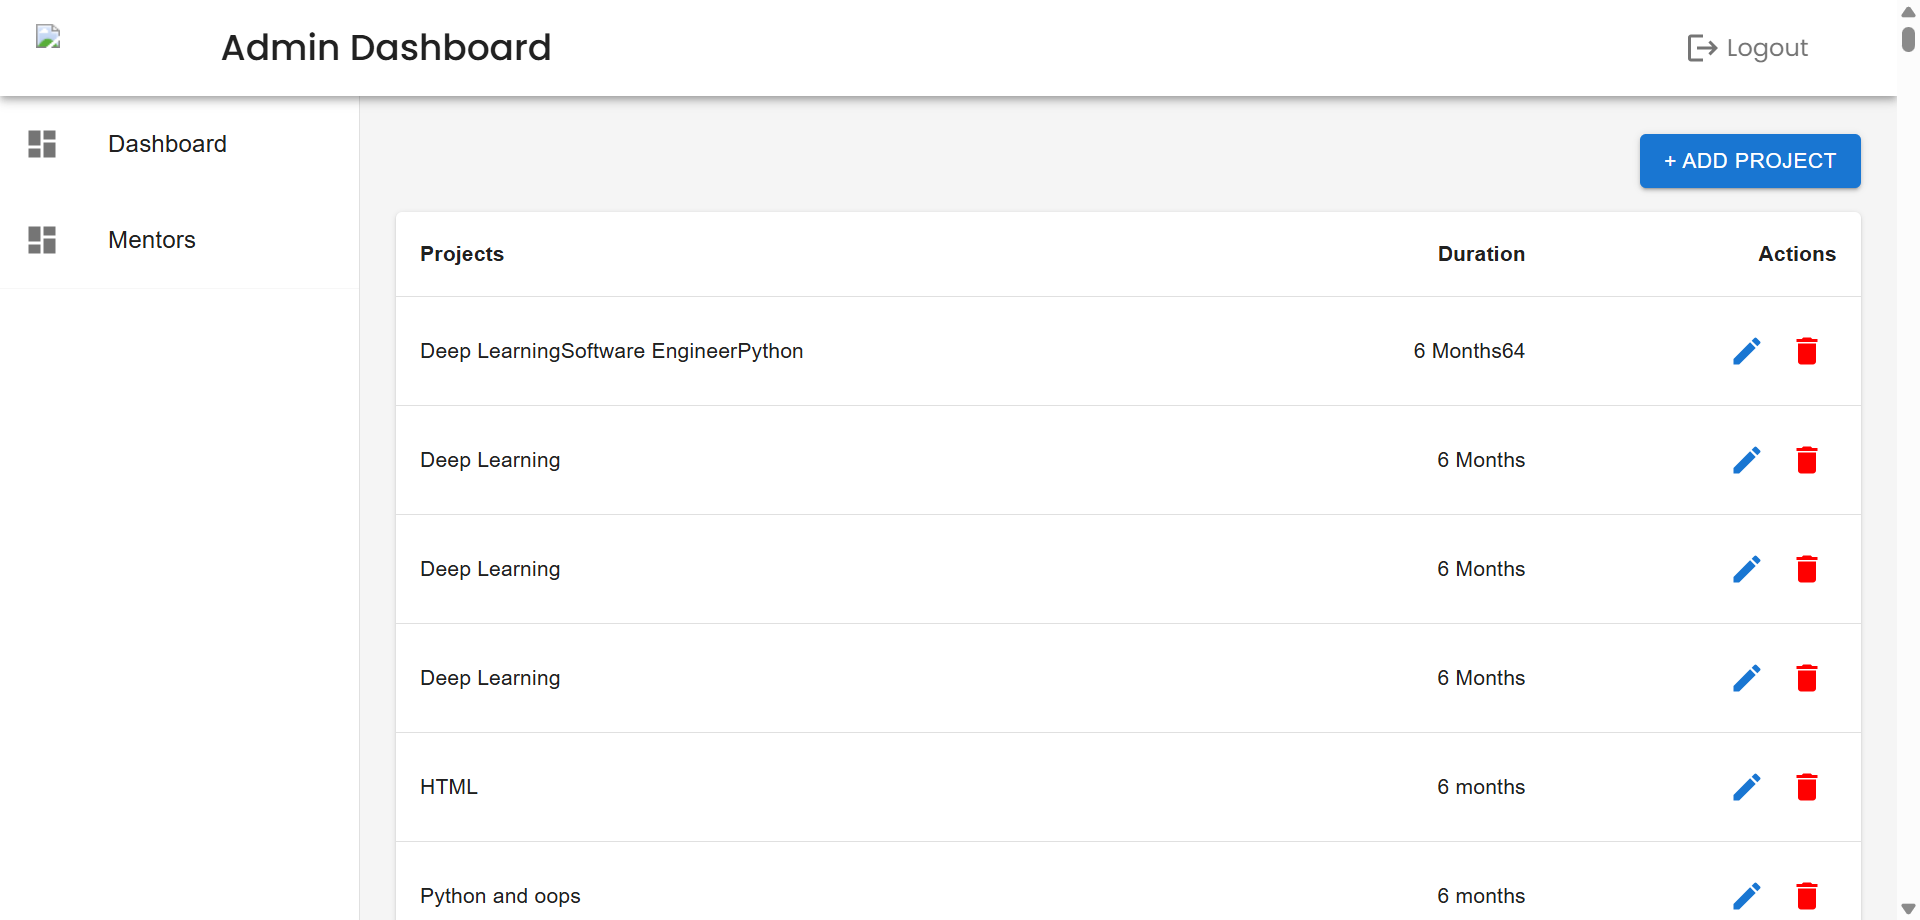 Admin Dashboard
Logout
Dashboard
Mentors
+ ADD PROJECT
Projects Duration Actions
Deep LearningSoftware EngineerPython 6 Months64
Deep Learning 6 Months
Deep Learning 6 Months
Deep Learning 6 Months
HTML 6 months
Python and oops 6 months